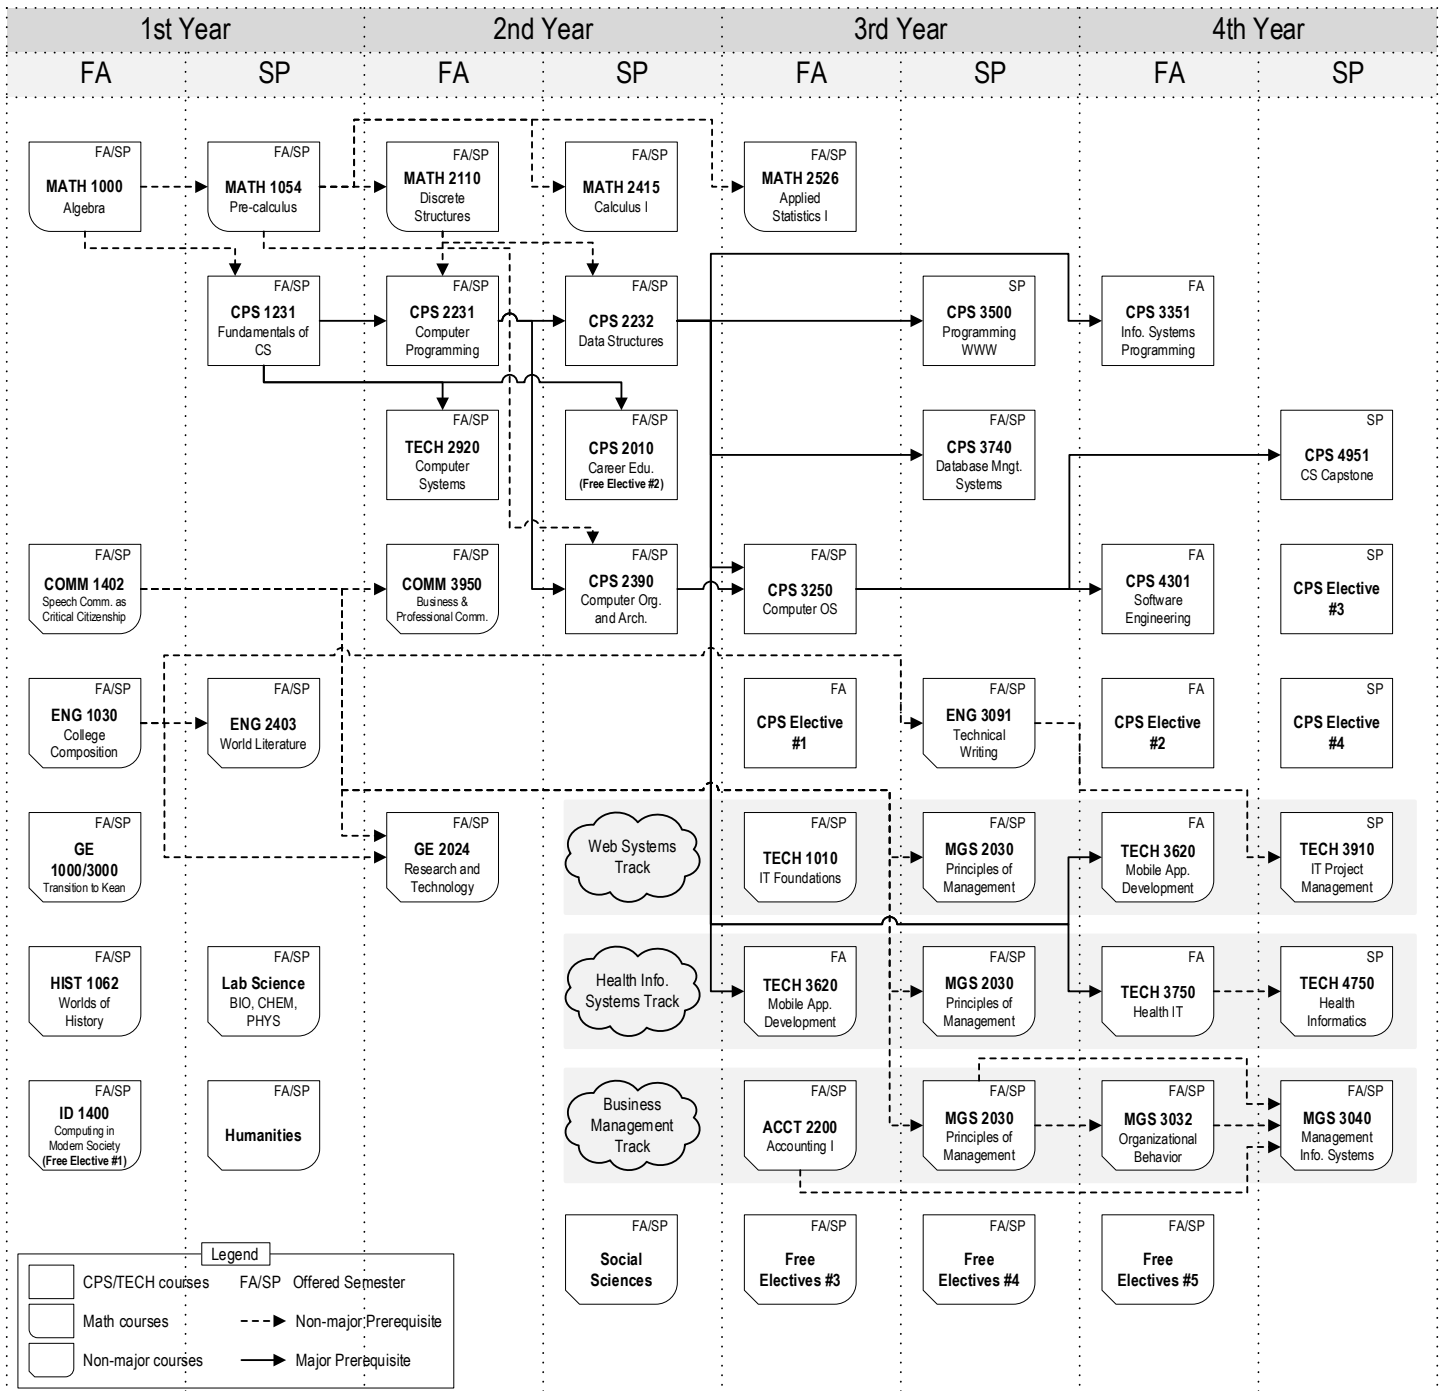 1st Year
2nd Year
3rd Year
4th Year
FA
SP
FA
SP
FA
SP
FA
SP
FA/SP
MATH 1000
Algebra
FA/SP
MATH 1054
Pre-calculus
FA/SP
MATH 2110
Discrete
Structures
FA/SP
MATH 2415
Calculus I
FA/SP
MATH 2526
Applied
Statistics I
FA/SP
CPS 1231
Fundamentals of
CS
FA/SP
CPS 2231
Computer
Programming
FA/SP
CPS 2232
Data Structures
SP
CPS 3500
Programming
WWW
FA
CPS 3351
Info. Systems
Programming
FA/SP
TECH 2920
Computer
Systems
FA/SP
CPS 2010
Career Edu.
(Free Elective #2)
FA/SP
CPS 3740
Database Mngt.
Systems
SP
CPS 4951
CS Capstone
FA/SP
COMM 1402
Speech Comm. as
Critical Citizenship
FA/SP
COMM 3950
Business &
Professional Comm.
FA/SP
CPS 2390
Computer Org.
and Arch.
FA/SP
CPS 3250
Computer OS
FA
CPS 4301
Software
Engineering
SP
CPS Elective
#3
FA/SP
ENG 1030
College
Composition
FA/SP
ENG 2403
World Literature
FA
CPS Elective
#1
FA/SP
ENG 3091
Technical
Writing
FA
CPS Elective
#2
SP
CPS Elective
#4
FA/SP
GE
1000/3000
Transition to Kean
FA/SP
GE 2024
Research and
Technology
Web Systems
Track
FA/SP
TECH 1010
IT Foundations
FA/SP
MGS 2030
Principles of
Management
FA
TECH 3620
Mobile App.
Development
SP
TECH 3910
IT Project
Management
FA/SP
HIST 1062
Worlds of
History
FA/SP
Lab Science
BIO, CHEM,
PHYS
Health Info.
Systems Track
FA
TECH 3620
Mobile App.
Development
FA/SP
MGS 2030
Principles of
Management
FA
TECH 3750
Health IT
SP
TECH 4750
Health
Informatics
FA/SP
ID 1400
Computing in
Modern Society
(Free Elective #1)
FA/SP
Humanities
Business
Management
Track
FA/SP
ACCT 2200
Accounting I
FA/SP
MGS 2030
Principles of
Management
FA/SP
MGS 3032
Organizational
Behavior
FA/SP
MGS 3040
Management
Info. Systems
FA/SP
Social
Sciences
FA/SP
Free
Electives #3
FA/SP
Free
Electives #4
FA/SP
Free
Electives #5
Legend
CPS/TECH courses
FA/SP Offered Semester
Math courses
Non-major Prerequisite
Non-major courses
Major Prerequisite